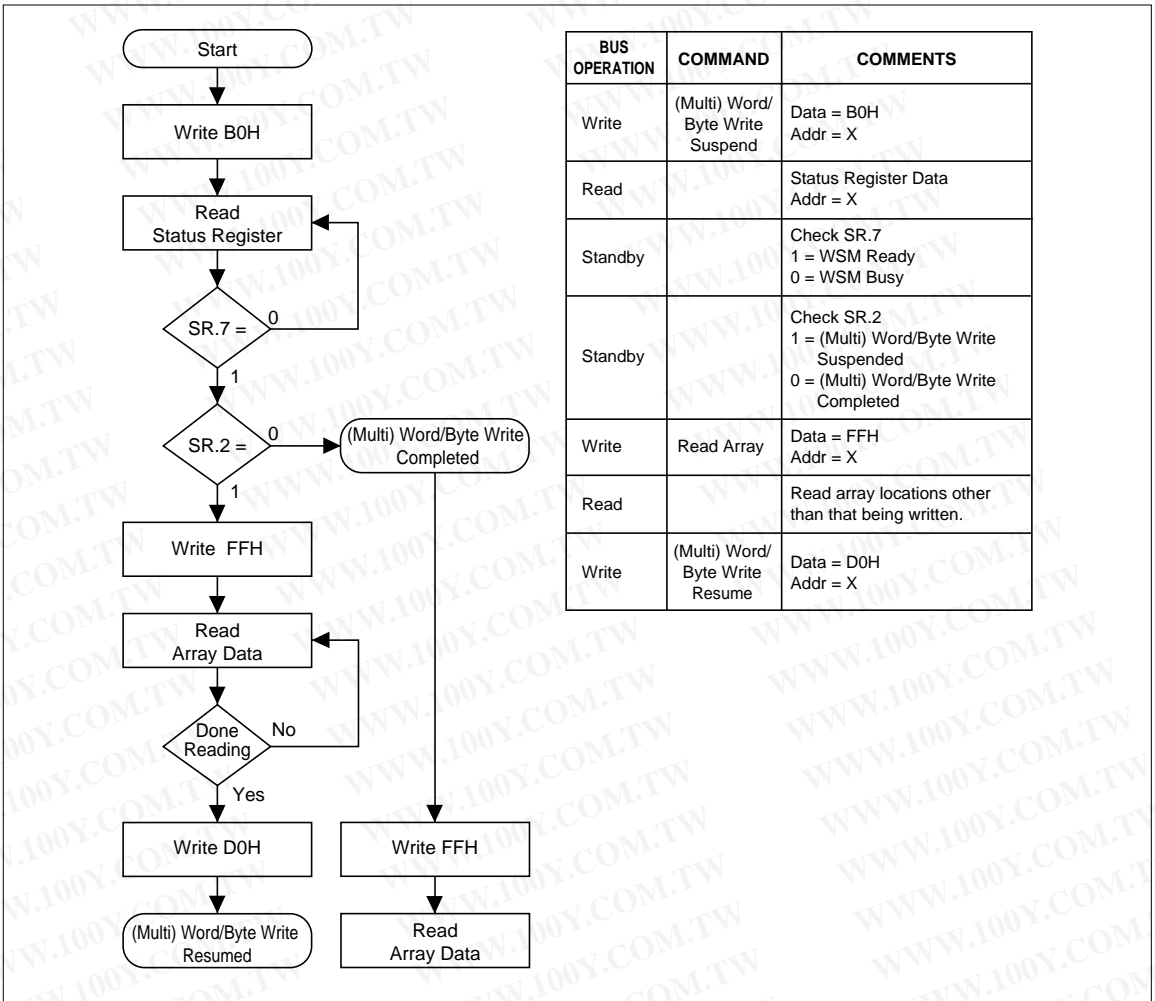 Start
Write B0H
Read
Status Register
SR.7 =
0
1
SR.2 =
0
1
(Multi) Word/Byte Write
Completed
Write FFH
Read
Array Data
Done
Reading
No
Yes
Write D0H
(Multi) Word/Byte Write
Resumed
Write FFH
Read
Array Data
BUS
OPERATION
COMMAND
COMMENTS
Write
(Multi) Word/
Byte Write
Suspend
Data = B0H
Addr = X
Read
Status Register Data
Addr = X
Standby
Check SR.7
1 = WSM Ready
0 = WSM Busy
Standby
Check SR.2
1 = (Multi) Word/Byte Write
Suspended
0 = (Multi) Word/Byte Write
Completed
Write
Read Array
Data = FFH
Addr = X
Read
Read array locations other
than that being written.
Write
(Multi) Word/
Byte Write
Resume
Data = D0H
Addr = X
WWW.100Y.COM.TW